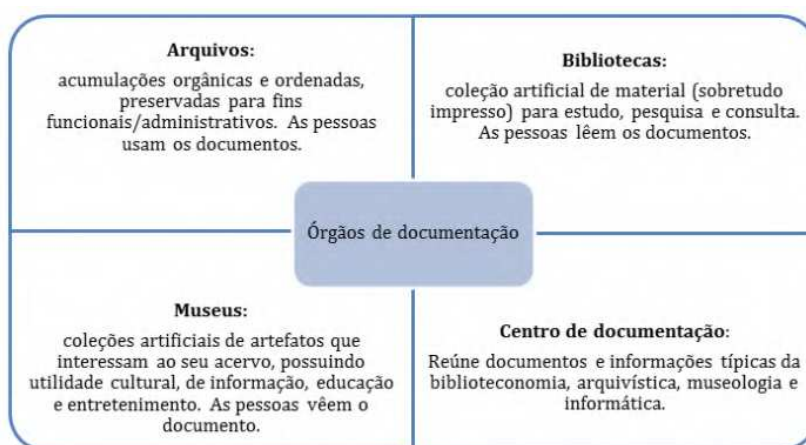 Arquivos:
acumulações orgânicas e ordenadas,
preservadas para fins
funcionais/administrativos. As pessoas
usam os documentos.
Bibliotecas:
coleção artificial de material (sobretudo
impresso) para estudo, pesquisa e consulta.
As pessoas lêem os documentos.
Órgãos de documentação
Museus:
coleções artificiais de artefatos que
interessam ao seu acervo, possuindo
utilidade cultural, de informação, educação
e entretenimento. As pessoas vêem o
documento.
Centro de documentação:
Reúne documentos e informações típicas da
biblioteconomia, arquivística, museologia e
informática.